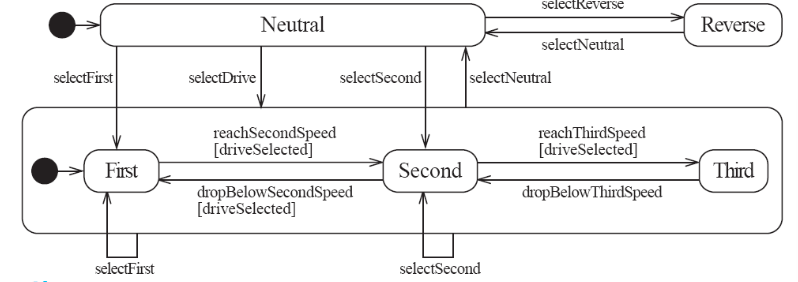 selectReverse
Neutral
Reverse
selectNeutral
selectFirst
selectDrive
selectSecond
selectNeutral
reachSecondSpeed
[driveSelected]
reachThirdSpeed
[driveSelected]
First
Second
Third
dropBelowSecondSpeed
[driveSelected]
dropBelowThirdSpeed
selectFirst
selectSecond